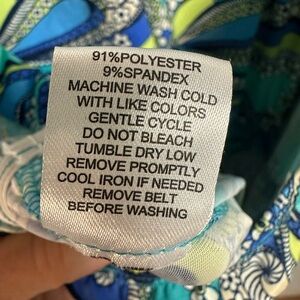 91%POLYESTER
9%SPANDEX
MACHINE WASH COLD
WITH LIKE COLORS
GENTLE CYCLE
DO NOT BLEACH
TUMBLE DRY LOW
REMOVE PROMPTLY
COOL IRON IF NEEDED
REMOVE BELT
BEFORE WASHING